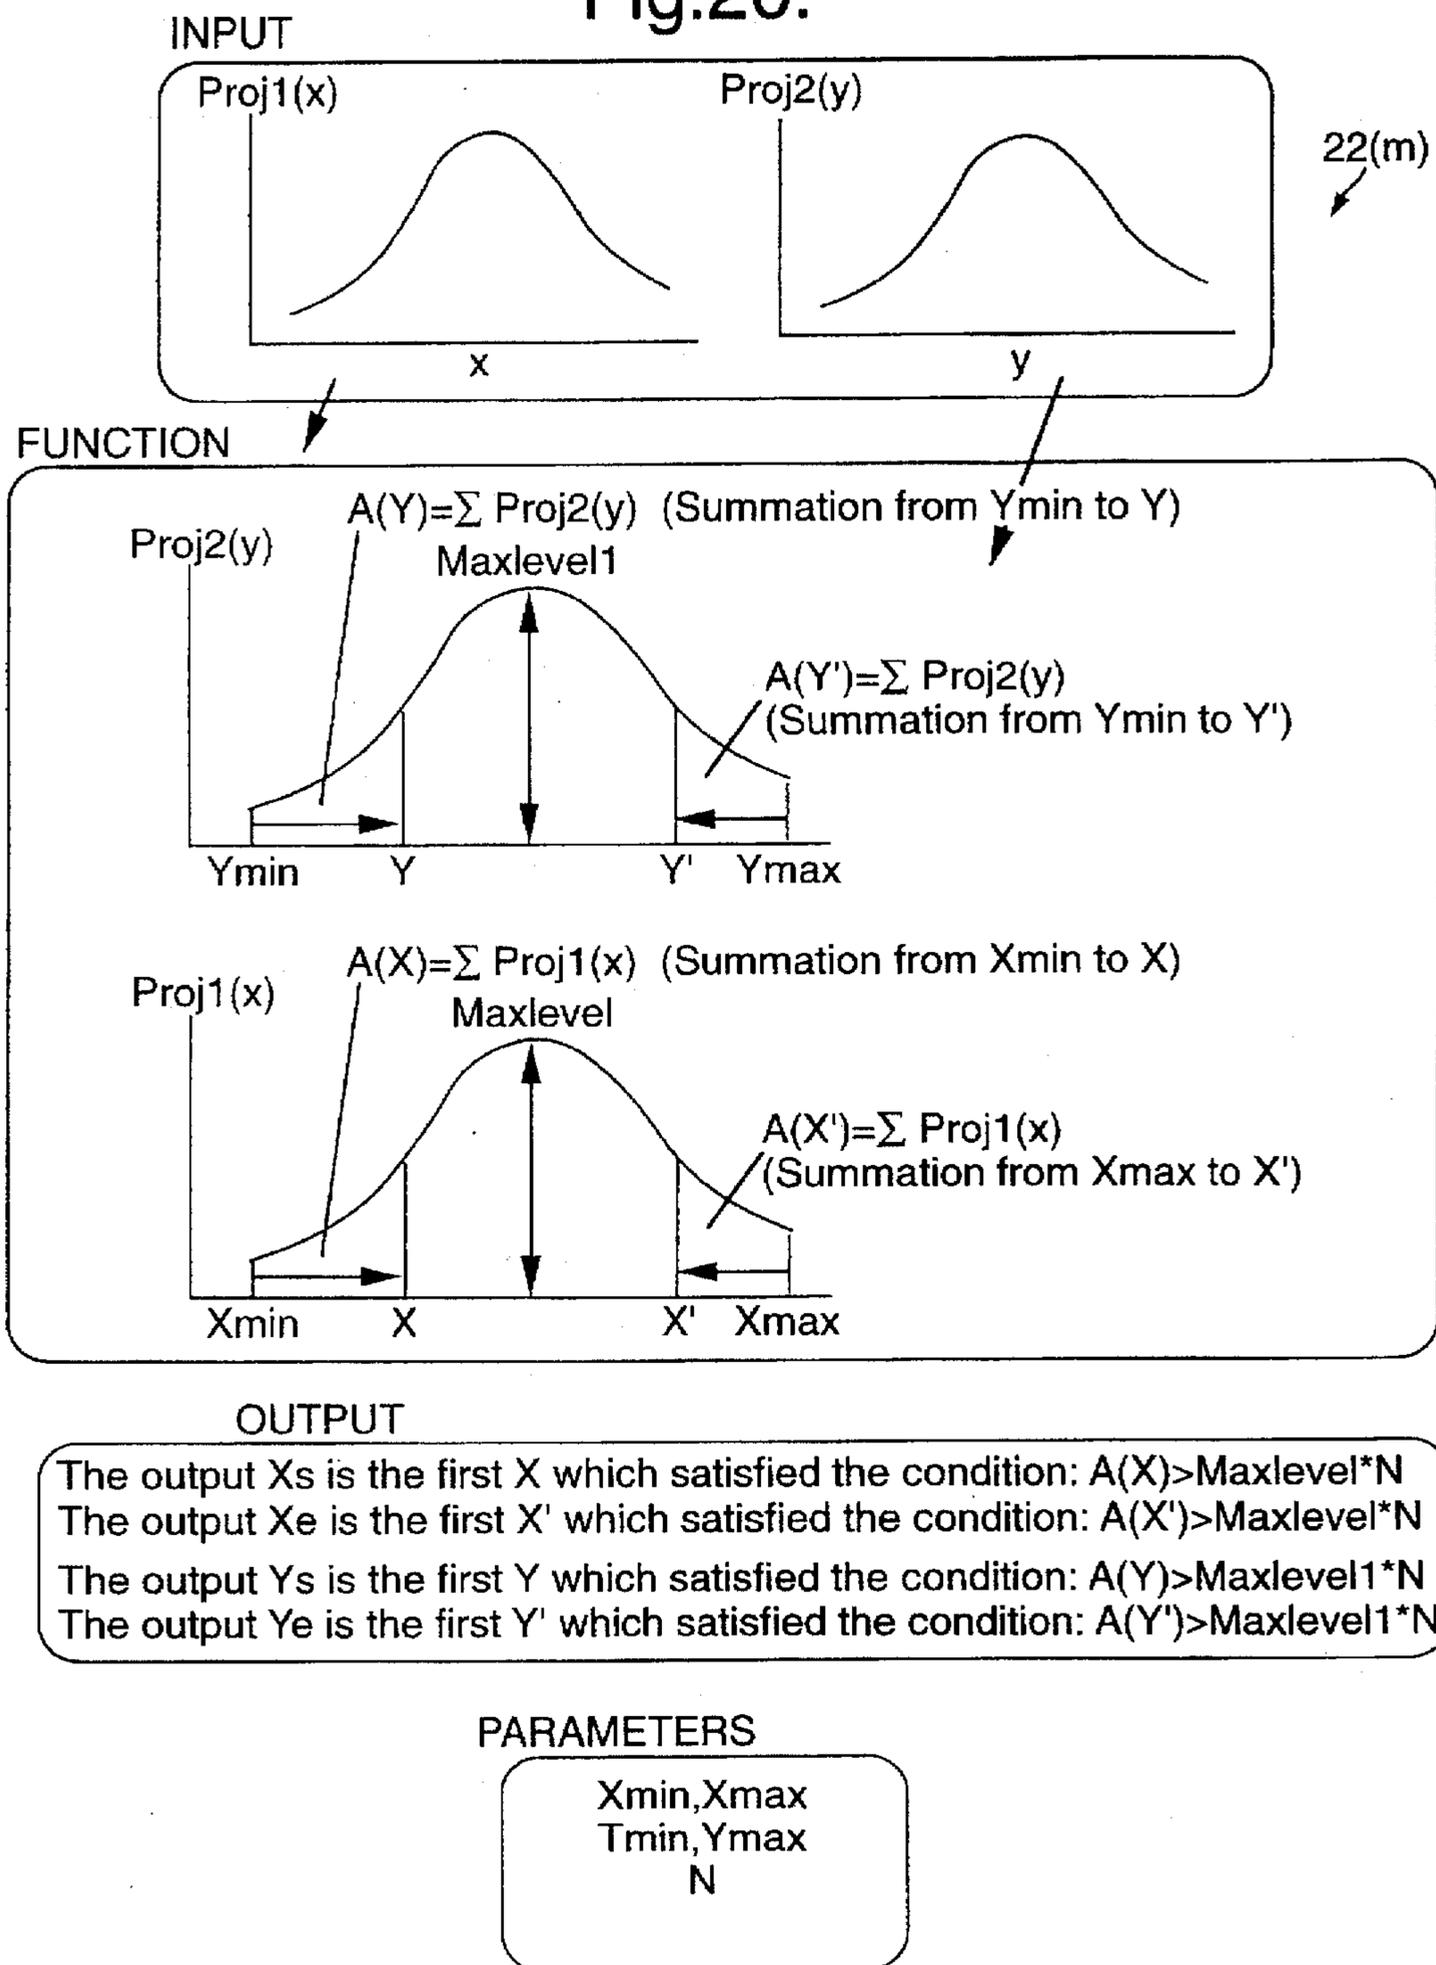 INPUT
Proj1(x)
Proj2(y)
22(m)
x
y
FUNCTION
A(Y)=Σ Proj2(y) (Summation from Ymin to Y)
Proj2(y)
Maxlevel1
A(Y')=Σ Proj2(y)
(Summation from Ymin to Y')
Ymin Y Y' Ymax
A(X)=Σ Proj1(x) (Summation from Xmin to X)
Proj1(x)
Maxlevel
A(X')=Σ Proj1(x)
(Summation from Xmax to X')
Xmin X X' Xmax
OUTPUT
The output Xs is the first X which satisfied the condition: A(X)>Maxlevel*N
The output Xe is the first X' which satisfied the condition: A(X')>Maxlevel*N
The output Ys is the first Y which satisfied the condition: A(Y)>Maxlevel1*N
The output Ye is the first Y' which satisfied the condition: A(Y')>Maxlevel1*N
PARAMETERS
Xmin,Xmax
Tmin,Ymax
N